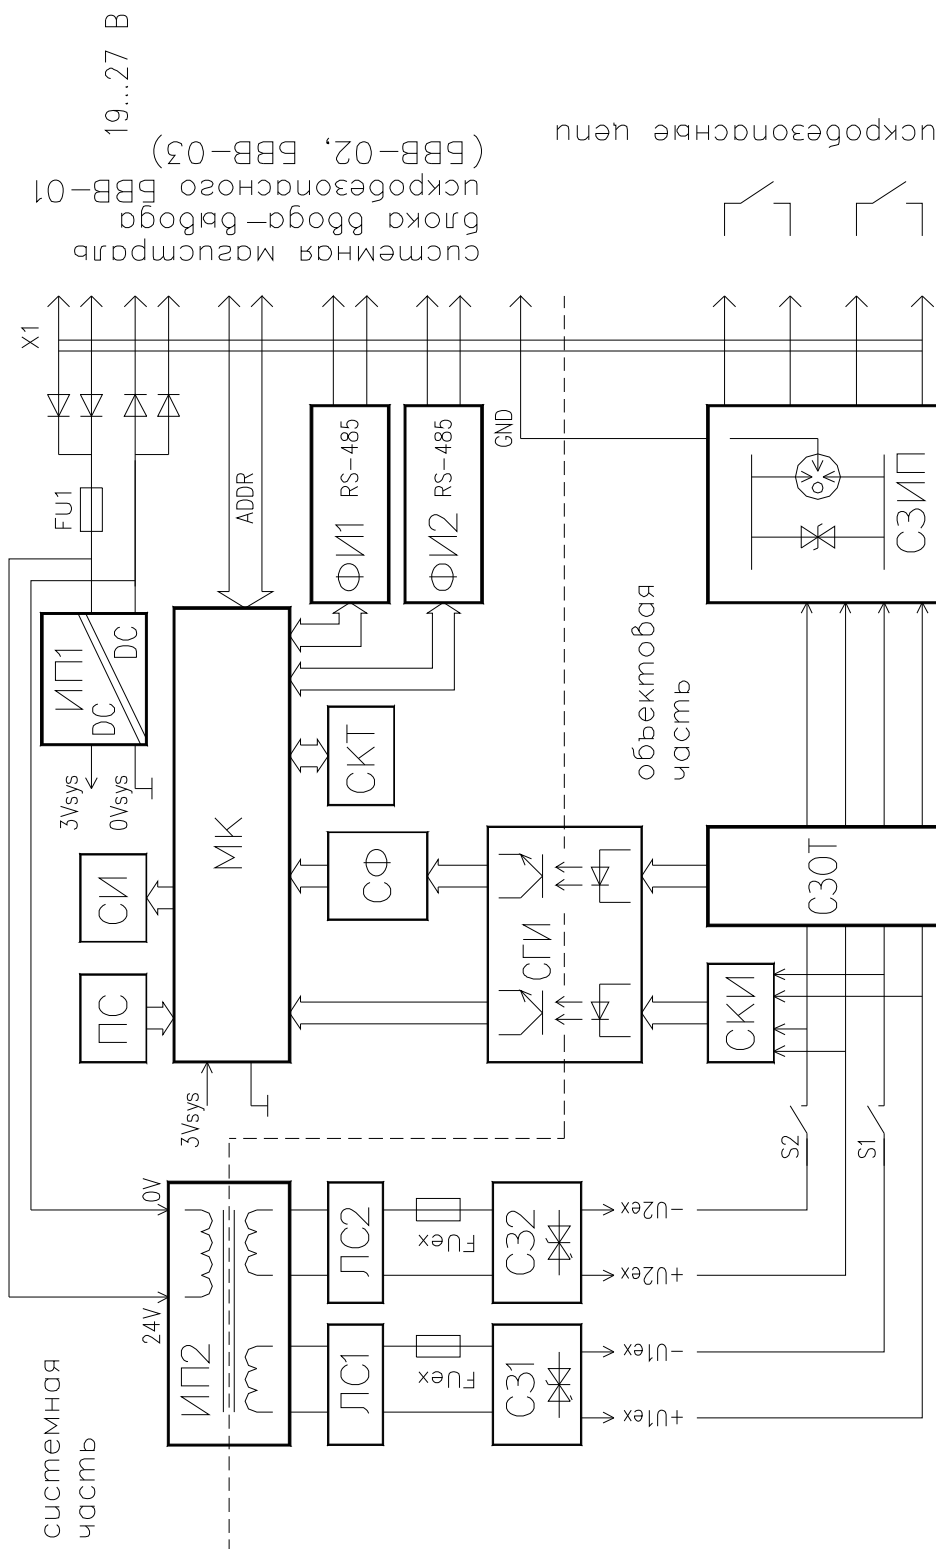 системная
часть
24V
0V
ИП2
ЛС1
ЛС2
FUex
FUex
СЗ1
СЗ2
+U1ex
−U1ex
+U2ex
−U2ex
S2
S1
3Vsys
ПС
СИ
МК
3Vsys
0Vsys
ИП1
DC
DC
FU1
X1
ADDR
19...27 В
системная магистраль
блока ввода-вывода
искробезопасного БВВ-01
(БВВ-02, БВВ-03)
ФИ1 RS-485
ФИ2 RS-485
GND
СКТ
СФ
СГИ
СКИ
СЗОТ
объектовая
часть
СЗИП
искробезопасные цепи